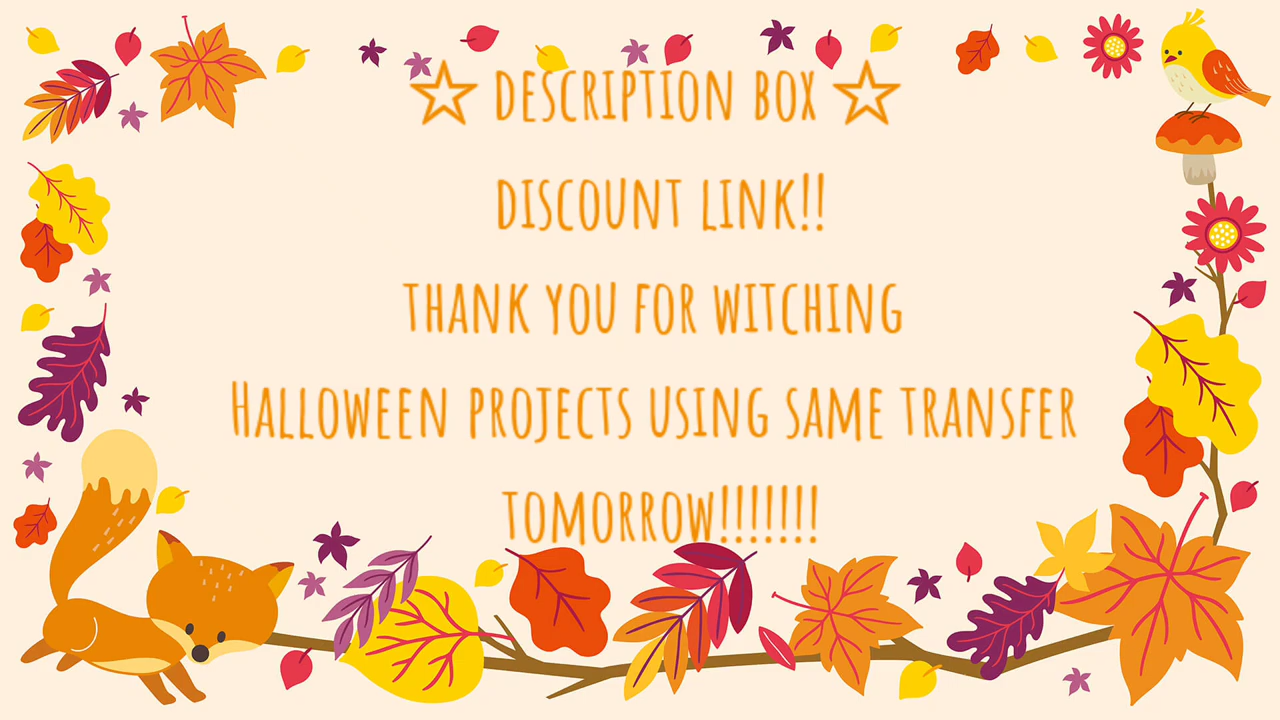 ☆ DESCRIPTION BOX ☆
DISCOUNT LINK!!
THANK YOU FOR WITCHING
HALLOWEEN PROJECTS USING SAME TRANSFER
TOMORROW!!!!!!!